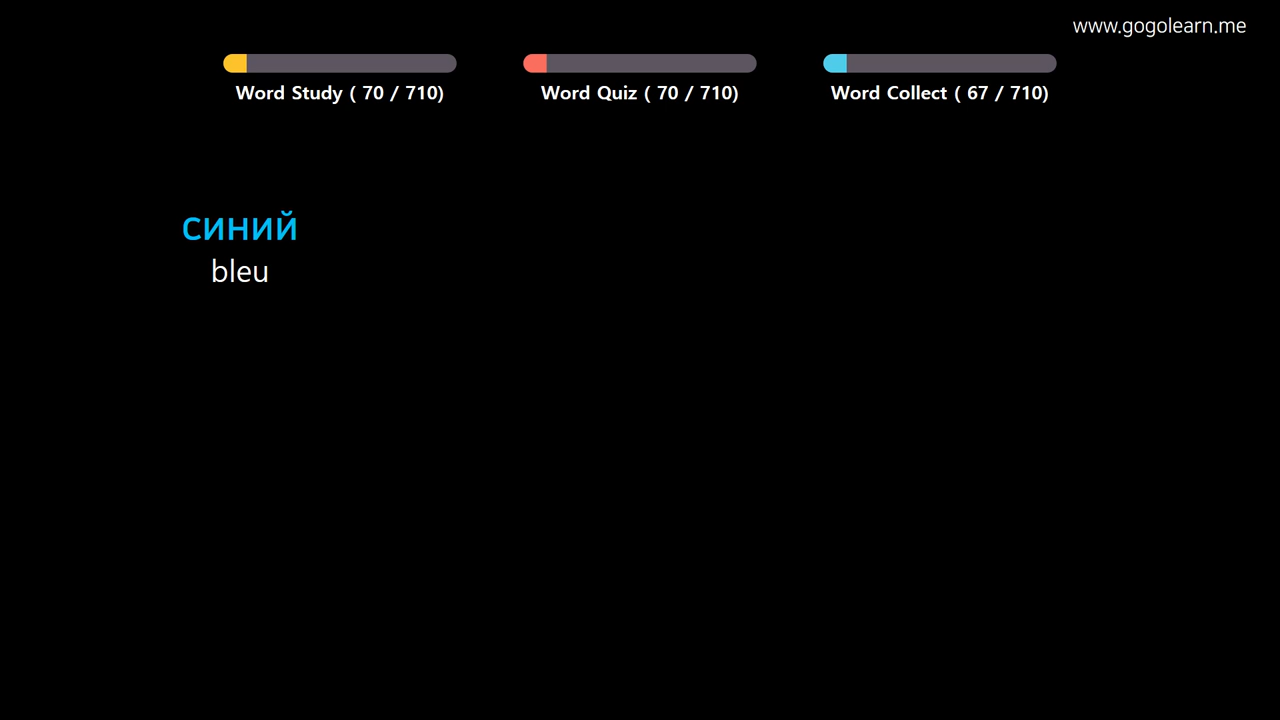 www.gogolearn.me
Word Study ( 70 / 710)
Word Quiz ( 70 / 710)
Word Collect ( 67 / 710)
синий
bleu